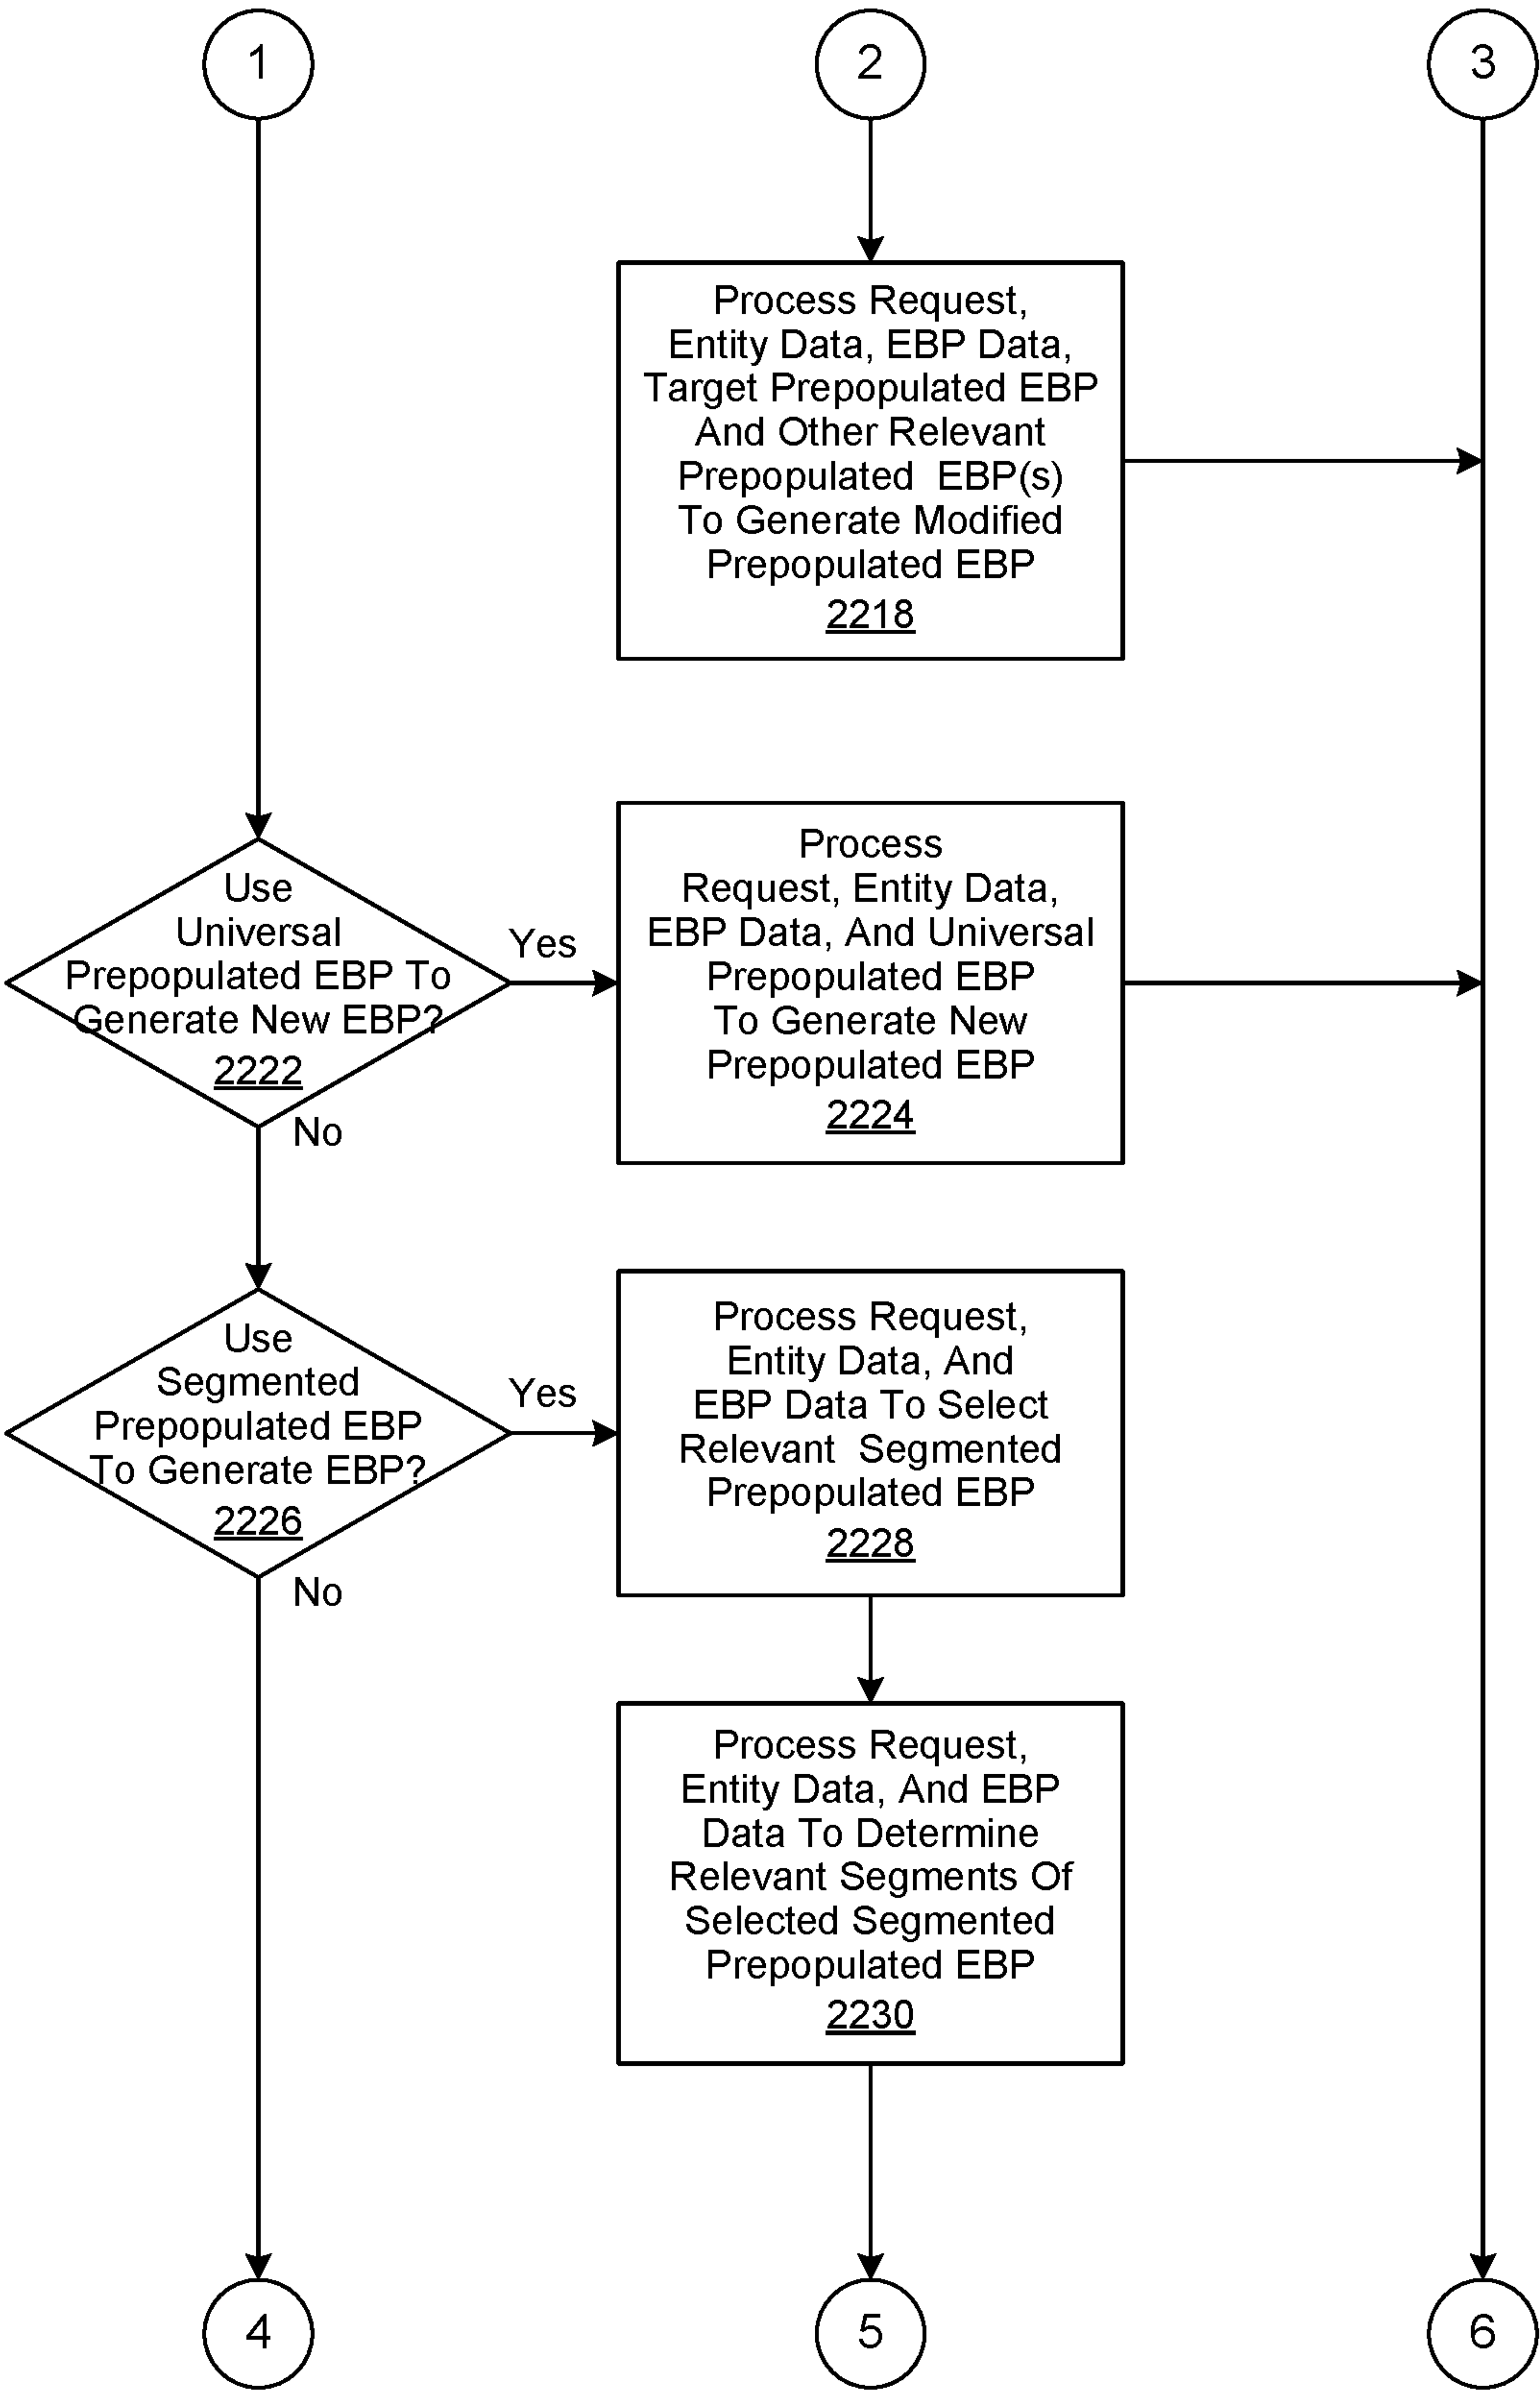 1
2
3
Process Request,
Entity Data, EBP Data,
Target Prepopulated EBP
And Other Relevant
Prepopulated EBP(s)
To Generate Modified
Prepopulated EBP
2218
Use
Universal
Prepopulated EBP To
Generate New EBP?
2222
Yes
No
Process
Request, Entity Data,
EBP Data, And Universal
Prepopulated EBP
To Generate New
Prepopulated EBP
2224
Use
Segmented
Prepopulated EBP
To Generate EBP?
2226
Yes
No
Process Request,
Entity Data, And
EBP Data To Select
Relevant Segmented
Prepopulated EBP
2228
Process Request,
Entity Data, And EBP
Data To Determine
Relevant Segments Of
Selected Segmented
Prepopulated EBP
2230
4
5
6